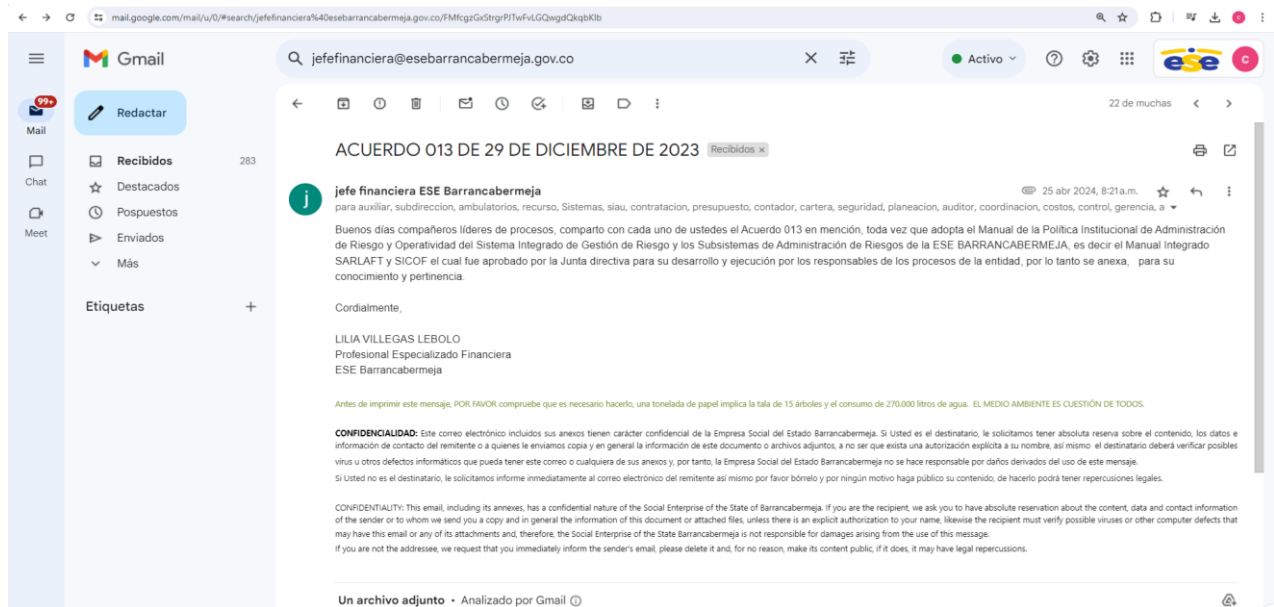 mail.google.com/mail/u/0/#search/jefefinanciera%40esebarrancabermeja.gov.co/FMfcgzGxStrgrPJTwFvLGQwgdQkqbKlb
Gmail
jefefinanciera@esebarrancabermeja.gov.co
Activo
ese
C
99+
Mail
Chat
Meet
Redactar
Recibidos 283
Destacados
Pospuestos
Enviados
Más
Etiquetas +
22 de muchas
ACUERDO 013 DE 29 DE DICIEMBRE DE 2023 Recibidos x
j
jefe financiera ESE Barrancabermeja
25 abr 2024, 8:21 a.m.
para auxiliar, subdireccion, ambulatorios, recurso, Sistemas, siau, contratacion, presupuesto, contador, cartera, seguridad, planeacion, auditor, coordinacion, costos, control, gerencia, a
Buenos días compañeros líderes de procesos, comparto con cada uno de ustedes el Acuerdo 013 en mención, toda vez que adopta el Manual de la Política Institucional de Administración
de Riesgo y Operatividad del Sistema Integrado de Gestión de Riesgo y los Subsistemas de Administración de Riesgos de la ESE BARRANCABERMEJA, es decir el Manual Integrado
SARLAFT y SICOF el cual fue aprobado por la Junta directiva para su desarrollo y ejecución por los responsables de los procesos de la entidad, por lo tanto se anexa, para su
conocimiento y pertinencia.
Cordialmente,
LILIA VILLEGAS LEBOLO
Profesional Especializado Financiera
ESE Barrancabermeja
Antes de imprimir este mensaje, POR FAVOR compruebe que es necesario hacerlo, una tonelada de papel implica la tala de 15 árboles y el consumo de 270.000 litros de agua. EL MEDIO AMBIENTE ES CUESTIÓN DE TODOS.
CONFIDENCIALIDAD: Este correo electrónico incluidos sus anexos tienen carácter confidencial de la Empresa Social del Estado Barrancabermeja. Si Usted es el destinatario, le solicitamos tener absoluta reserva sobre el contenido, los datos e
información de contacto del remitente o a quienes le enviamos copia y en general la información de este documento o archivos adjuntos, a no ser que exista una autorización explícita a su nombre, así mismo el destinatario deberá verificar posibles
virus u otros defectos informáticos que pueda tener este correo o cualquiera de sus anexos y, por tanto, la Empresa Social del Estado Barrancabermeja no se hace responsable por daños derivados del uso de este mensaje.
Si Usted no es el destinatario, le solicitamos informe inmediatamente al correo electrónico del remitente así mismo por favor bórrelo y por ningún motivo haga público su contenido, de hacerlo podrá tener repercusiones legales.
CONFIDENTIALITY: This email, including its annexes, has a confidential nature of the Social Enterprise of the State of Barrancabermeja. If you are the recipient, we ask you to have absolute reservation about the content, data and contact information
of the sender or to whom we send you a copy and in general the information of this document or attached files, unless there is an explicit authorization to your name, likewise the recipient must verify possible viruses or other computer defects that
may have this email or any of its attachments and, therefore, the Social Enterprise of the State Barrancabermeja is not responsible for damages arising from the use of this message.
If you are not the addressee, we request that you immediately inform the sender's email, please delete it and, for no reason, make its content public, if it does, it may have legal repercussions.
Un archivo adjunto • Analizado por Gmail